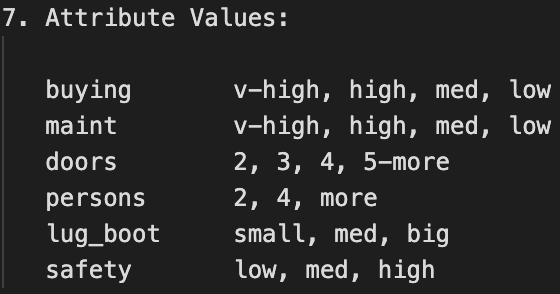 7. Attribute Values:
buying v-high, high, med, low
maint v-high, high, med, low
doors 2, 3, 4, 5-more
persons 2, 4, more
lug_boot small, med, big
safety low, med, high